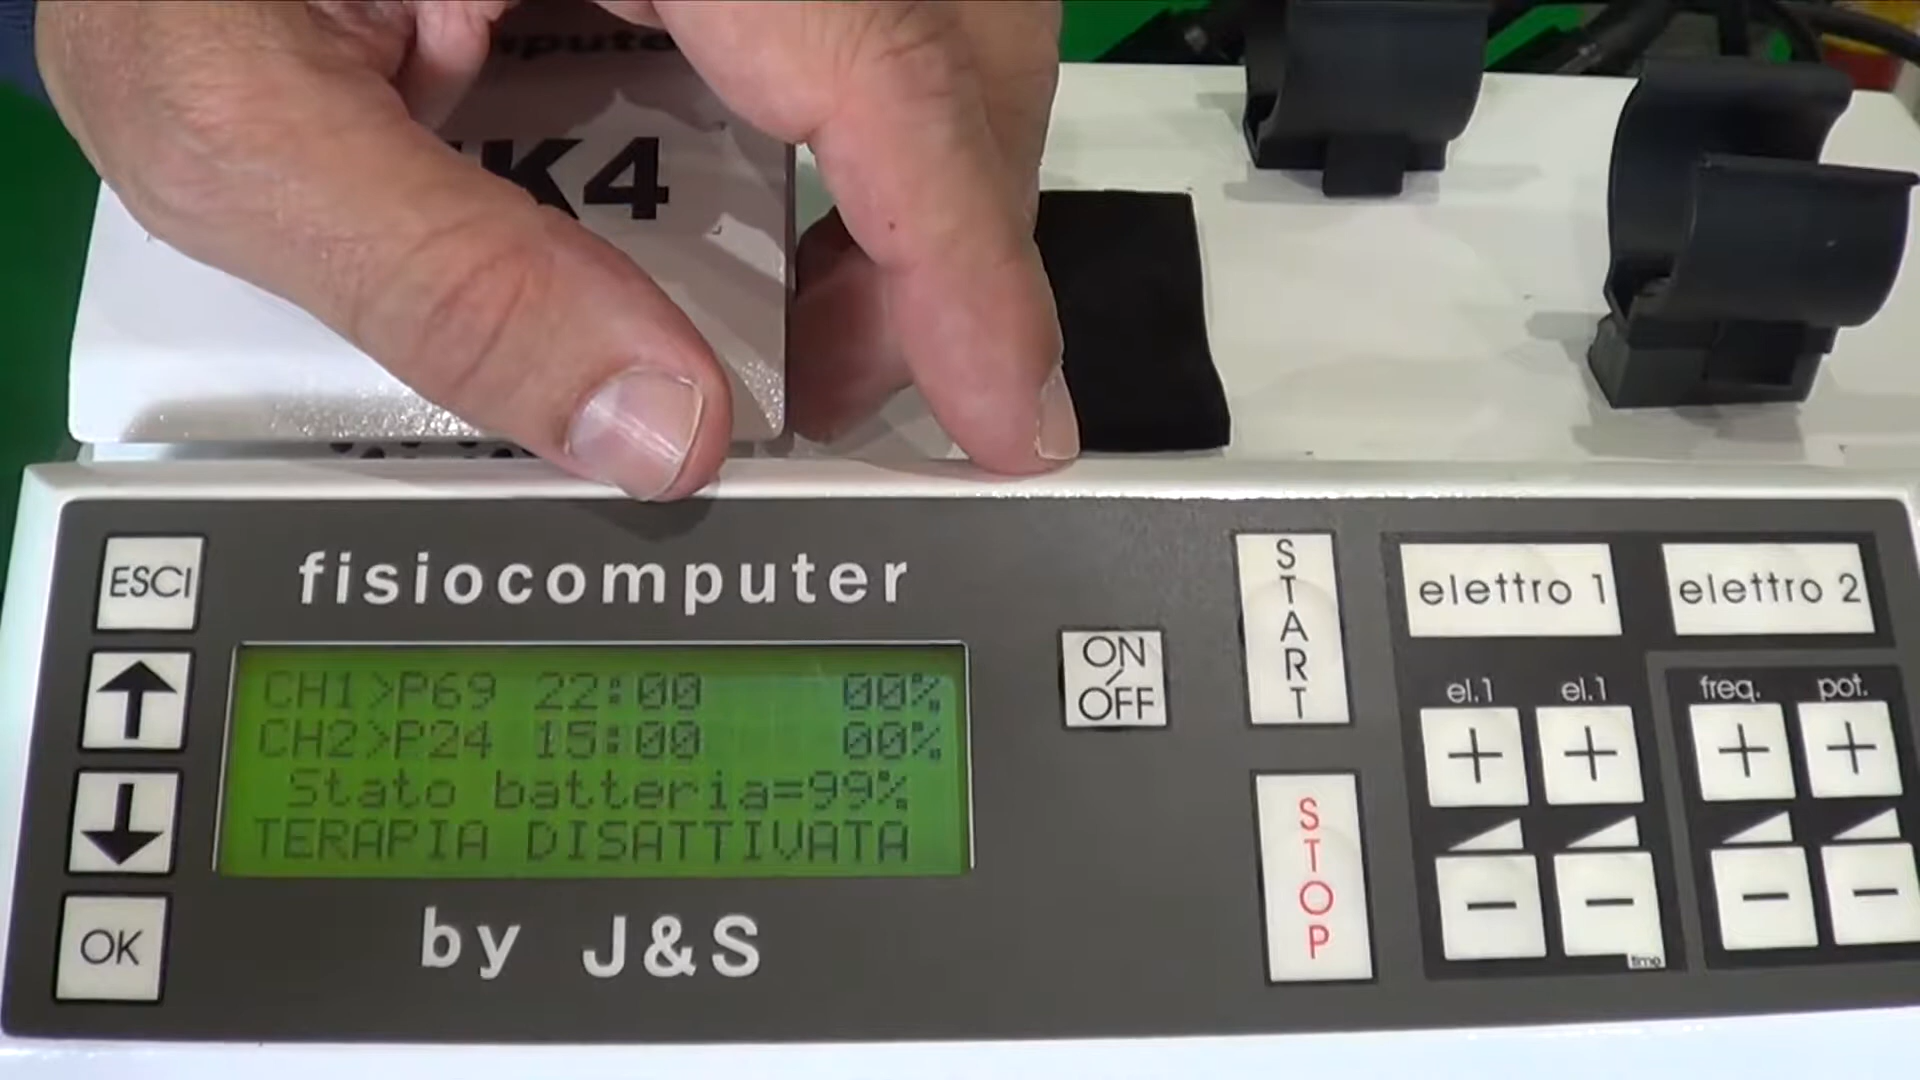 K4
ESCI
fisiocomputer
CH1>P69 22:00 00%
CH2>P24 15:00 00%
Stato batteria=99%
TERAPIA DISATTIVATA
OK
by J&S
ON/OFF
START
STOP
elettro 1
elettro 2
el.1
el.1
freq.
pot.
+
+
+
+
-
-
-
-
time